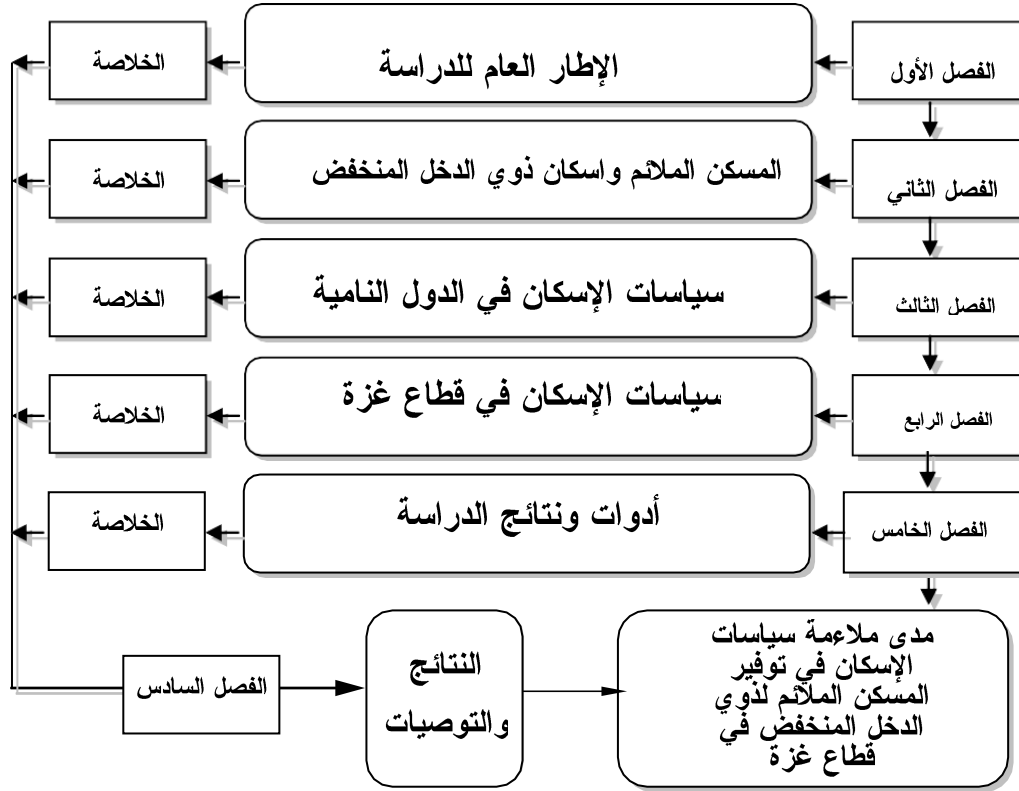 الفصل الأول
الإطار العام للدراسة
الخلاصة
الفصل الثاني
المسكن الملائم واسكان ذوي الدخل المنخفض
الخلاصة
الفصل الثالث
سياسات الإسكان في الدول النامية
الخلاصة
الفصل الرابع
سياسات الإسكان في قطاع غزة
الخلاصة
الفصل الخامس
أدوات ونتائج الدراسة
الخلاصة
مدى ملاءمة سياسات
الإسكان في توفير
المسكن الملائم لذوي
الدخل المنخفض في
قطاع غزة
النتائج
والتوصيات
الفصل السادس